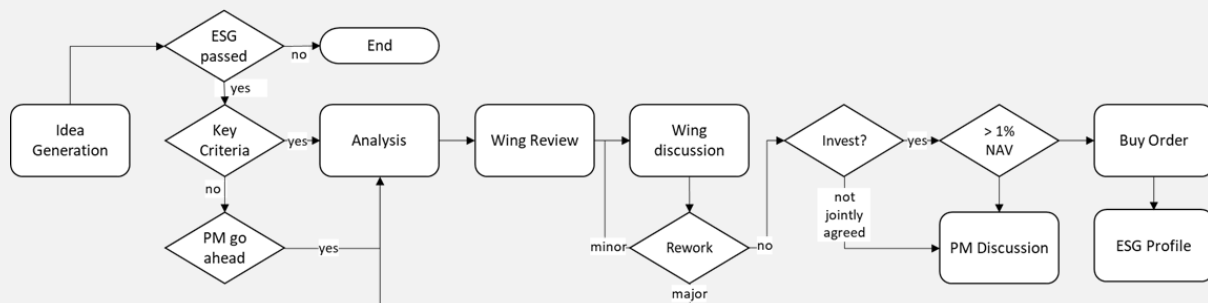 ESG
passed
no
End
yes
Idea
Generation
Key
Criteria
yes
Analysis
Wing Review
Wing
discussion
Invest?
yes
> 1%
NAV
Buy Order
no
no
not
jointly
agreed
PM go
ahead
yes
minor
Rework
major
PM Discussion
ESG Profile